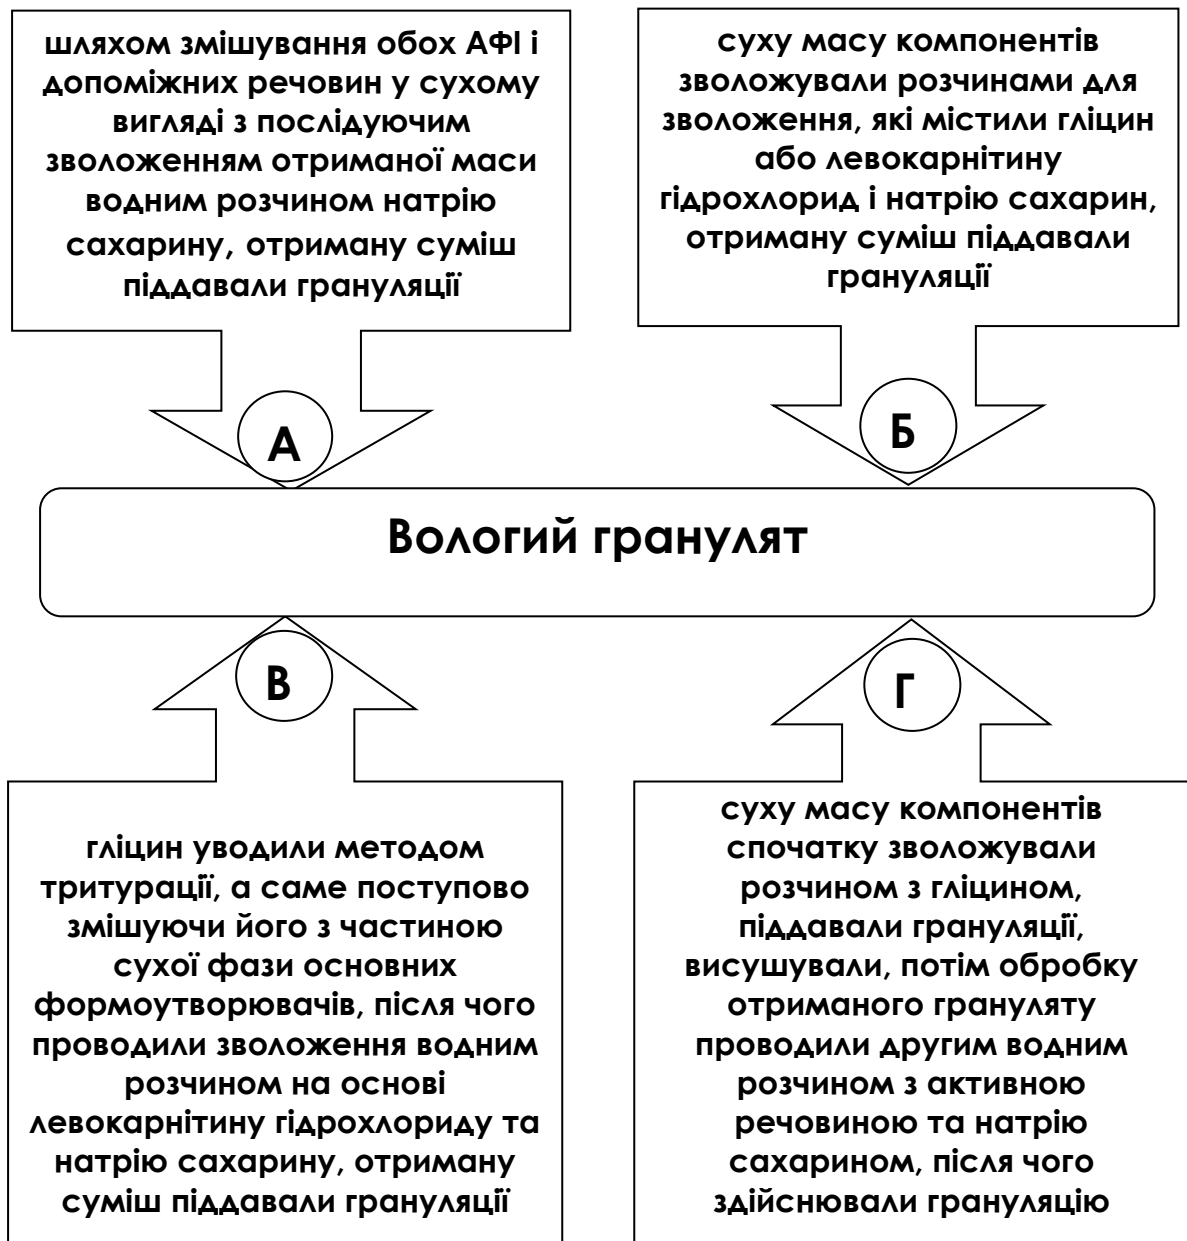 шляхом змішування обох АФІ і
допоміжних речовин у сухому
вигляді з послідуючим
зволоженням отриманої маси
водним розчином натрію
сахарину, отриману суміш
піддавали грануляції
суху масу компонентів
зволожували розчинами для
зволоження, які містили гліцин
або левокарнітину
гідрохлорид і натрію сахарин,
отриману суміш піддавали
грануляції
А
Б
Вологий гранулят
В
Г
гліцин уводили методом
тритурації, а саме поступово
змішуючи його з частиною
сухої фази основних
формоутворювачів, після чого
проводили зволоження водним
розчином на основі
левокарнітину гідрохлориду та
натрію сахарину, отриману
суміш піддавали грануляції
суху масу компонентів
спочатку зволожували
розчином з гліцином,
піддавали грануляції,
висушували, потім обробку
отриманого грануляту
проводили другим водним
розчином з активною
речовиною та натрію
сахарином, після чого
здійснювали грануляцію